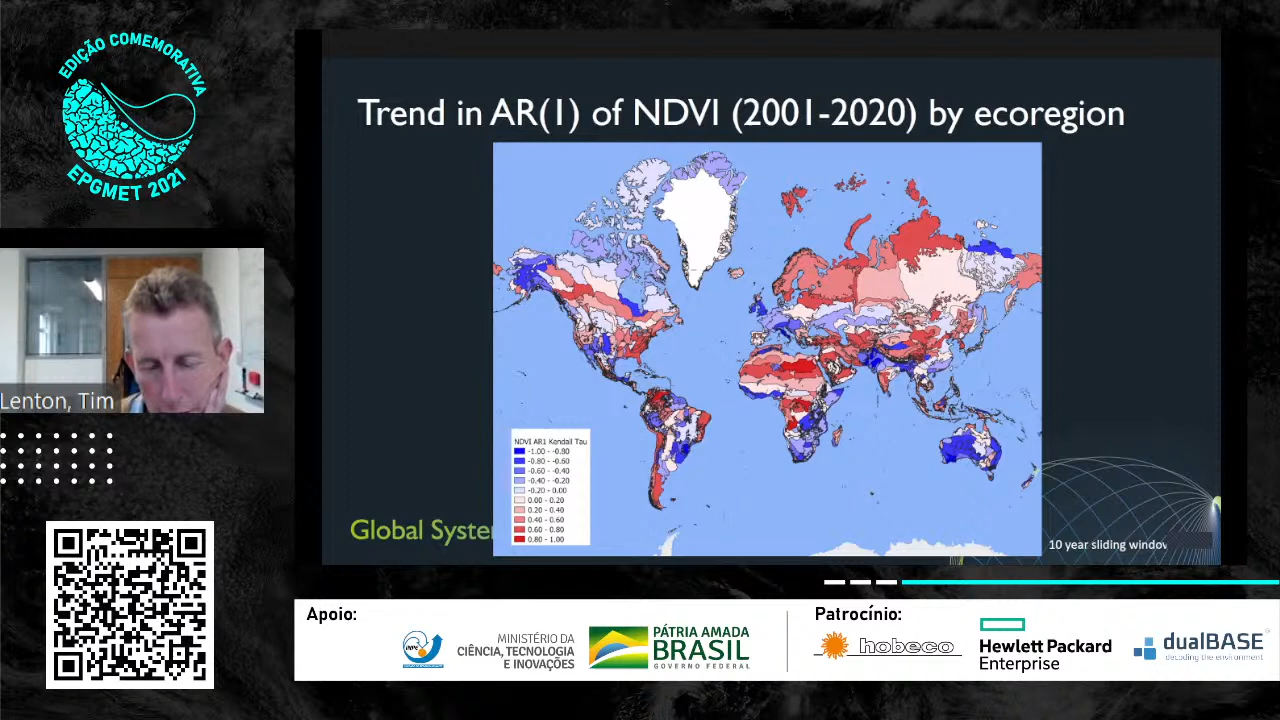 EDIÇÃO COMEMORATIVA
EPGMET 2021
Lenton, Tim
Trend in AR(1) of NDVI (2001-2020) by ecoregion
NDVI AR1 Kendall Tau
-1.00 - -0.80
-0.80 - -0.60
-0.60 - -0.40
-0.40 - -0.20
-0.20 - 0.00
0.00 - 0.20
0.20 - 0.40
0.40 - 0.60
0.60 - 0.80
0.80 - 1.00
Global System
10 year sliding window
Apoio:
INPE
MINISTÉRIO DA
CIÊNCIA, TECNOLOGIA
E INOVAÇÕES
PÁTRIA AMADA
BRASIL
GOVERNO FEDERAL
Patrocínio:
hobeco
Hewlett Packard
Enterprise
dualBASE
decoding the environment